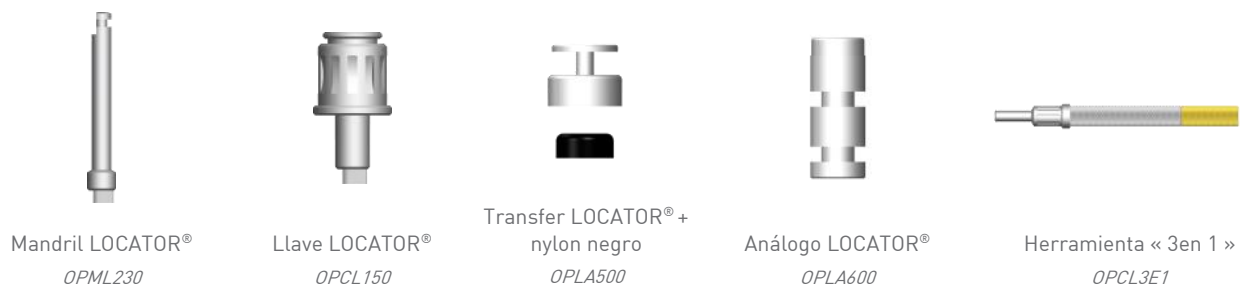 Mandril LOCATOR®
OPML230
Llave LOCATOR®
OPCL150
Transfer LOCATOR® +
nylon negro
OPLA500
Análogo LOCATOR®
OPLA600
Herramienta « 3en 1 »
OPCL3E1